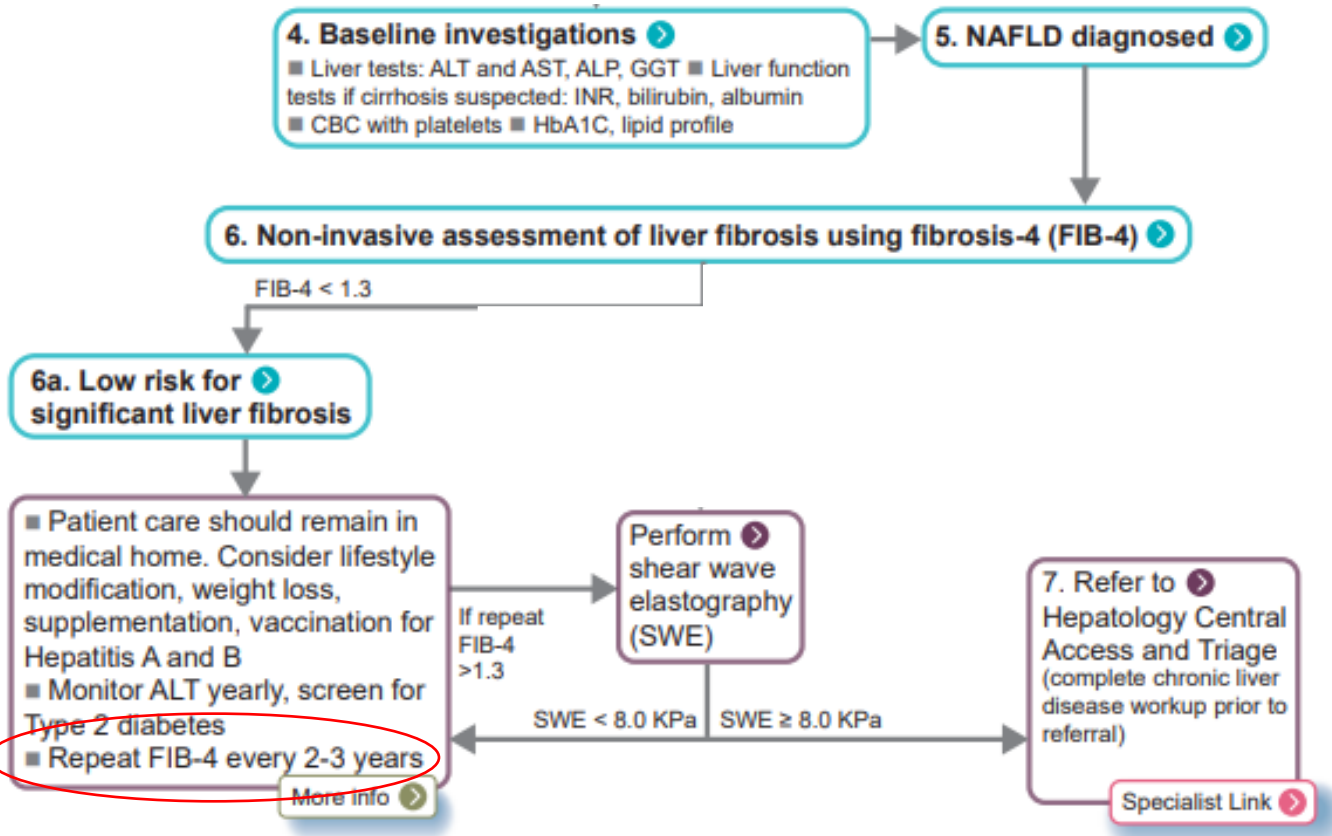 4. Baseline investigations
■ Liver tests: ALT and AST, ALP, GGT ■ Liver function
tests if cirrhosis suspected: INR, bilirubin, albumin
■ CBC with platelets ■ HbA1C, lipid profile
5. NAFLD diagnosed
6. Non-invasive assessment of liver fibrosis using fibrosis-4 (FIB-4)
FIB-4 < 1.3
6a. Low risk for
significant liver fibrosis
■ Patient care should remain in
medical home. Consider lifestyle
modification, weight loss,
supplementation, vaccination for
Hepatitis A and B
■ Monitor ALT yearly, screen for
Type 2 diabetes
■ Repeat FIB-4 every 2-3 years
More info
If repeat
FIB-4
>1.3
Perform
shear wave
elastography
(SWE)
SWE < 8.0 KPa
SWE ≥ 8.0 KPa
7. Refer to
Hepatology Central
Access and Triage
(complete chronic liver
disease workup prior to
referral)
Specialist Link